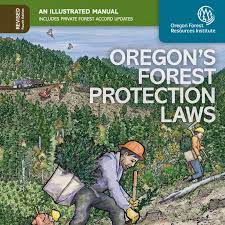 REVISED
AN ILLUSTRATED MANUAL
INCLUDES PRIVATE FOREST ACCORD UPDATES
Oregon Forest
Resources Institute
OREGON'S
FOREST
PROTECTION
LAWS